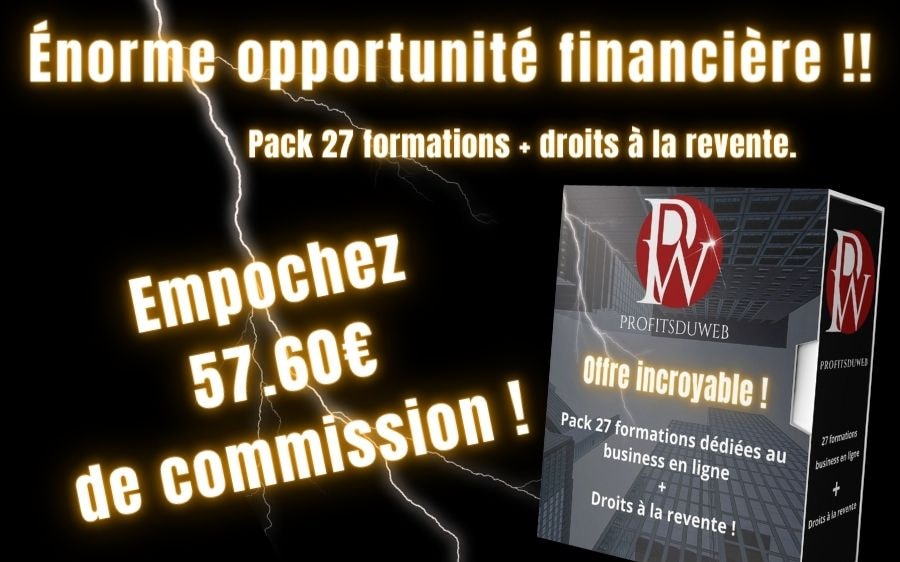 Énorme opportunité financière !!
Pack 27 formations + droits à la revente.
Empochez
57.60€
de commission !
PW
PROFITSDUWEB
Offre incroyable !
Pack 27 formations dédiées au
business en ligne
+
Droits à la revente !
PW
PROFITSDUWEB
27 formations
business en ligne
+
Droits à la revente !